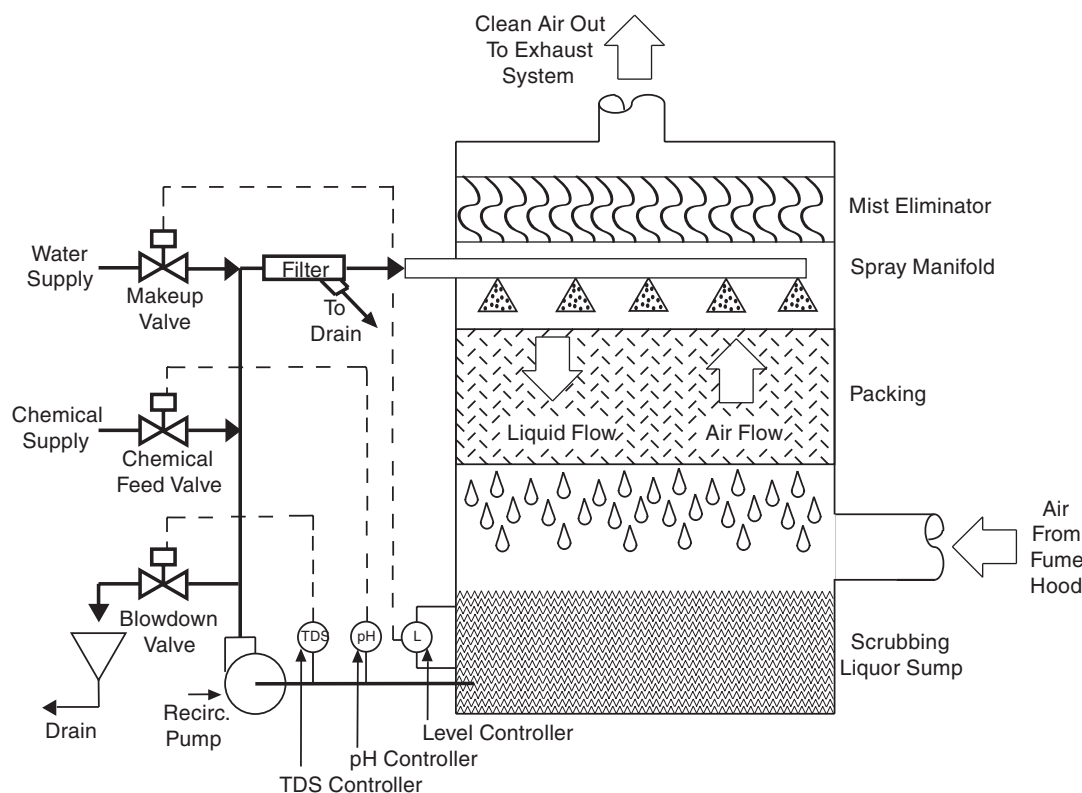 Clean Air Out
To Exhaust
System
Mist Eliminator
Water
Supply
Filter
Spray Manifold
Makeup
Valve
To
Drain
Packing
Chemical
Supply
Liquid Flow
Air Flow
Chemical
Feed Valve
Air
From
Fume
Hood
Blowdown
Valve
TDS
pH
L
Scrubbing
Liquor Sump
Drain
Recirc.
Pump
Level Controller
pH Controller
TDS Controller